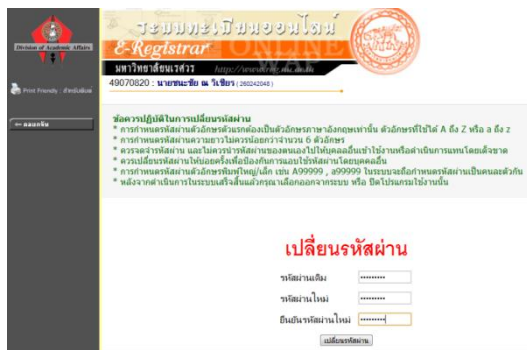 ระบบทะเบียนออนไลน์
E-Registrar
มหาวิทยาลัยนเรศวร
49070820 : นายชนะชัย ณ วิเชียร ( 260242048 )
Division of Academic Affairs
Print Friendly : สำหรับพิมพ์
<-- ถอยกลับ
ข้อควรปฏิบัติในการเปลี่ยนรหัสผ่าน
* การกำหนดรหัสผ่านตัวอักษรตัวแรกต้องเป็นตัวอักษรภาษาอังกฤษเท่านั้น ตัวอักษรที่ใช้ได้ A ถึง Z หรือ a ถึง z
* การกำหนดรหัสผ่านความยาวไม่ควรน้อยกว่าจำนวน 6 ตัวอักษร
* ควรจดจำรหัสผ่าน และไม่ควรนำรหัสผ่านของตนเองไปให้บุคคลอื่นเข้าใช้งานหรือดำเนินการแทนโดยเด็ดขาด
* ควรเปลี่ยนรหัสผ่านให้บ่อยครั้งเพื่อป้องกันการแอบใช้รหัสผ่านโดยบุคคลอื่น
* การกำหนดรหัสผ่านตัวอักษรพิมพ์ใหญ่/เล็ก เช่น A99999 , a99999 ในระบบจะถือกำหนดรหัสผ่านเป็นคนละตัวกัน
* หลังจากดำเนินการในระบบเสร็จสิ้นแล้วกรุณาเลือกออกจากระบบ หรือ ปิดโปรแกรมใช้งานนั้น
เปลี่ยนรหัสผ่าน
รหัสผ่านเดิม
รหัสผ่านใหม่
ยืนยันรหัสผ่านใหม่
เปลี่ยนรหัสผ่าน